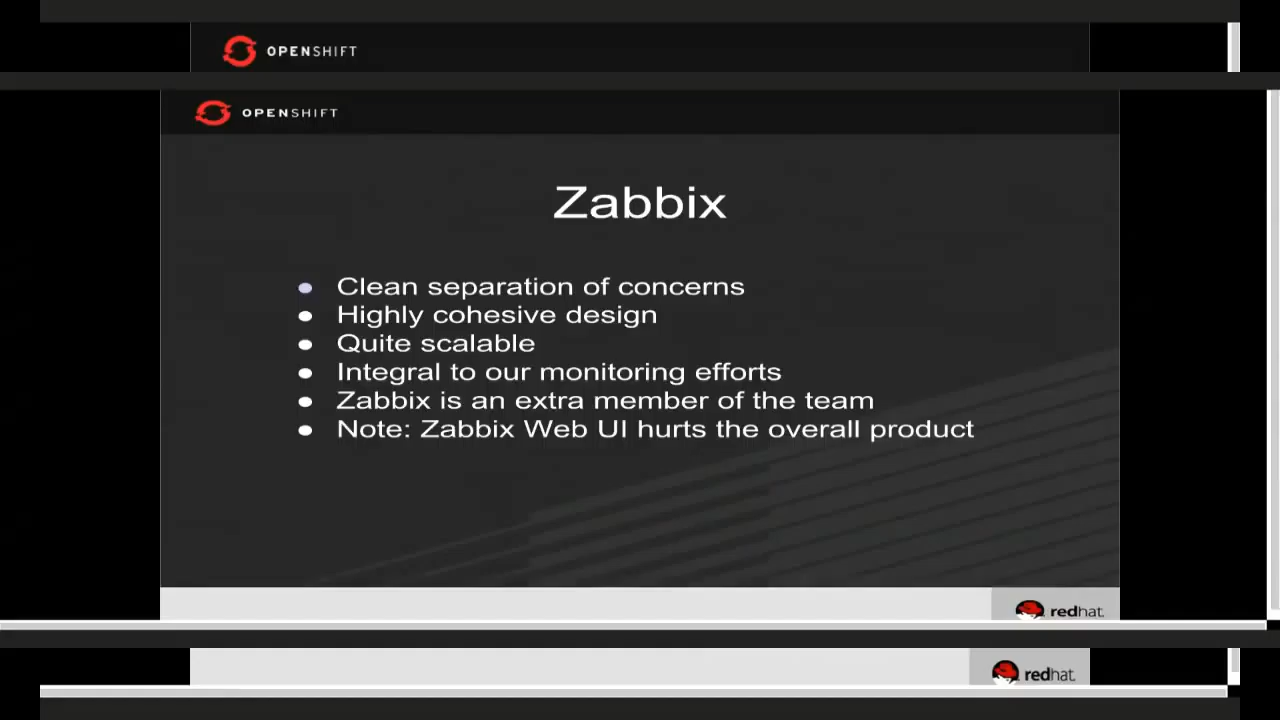 OPENSHIFT
OPENSHIFT
Zabbix
Clean separation of concerns
Highly cohesive design
Quite scalable
Integral to our monitoring efforts
Zabbix is an extra member of the team
Note: Zabbix Web UI hurts the overall product
redhat.
redhat.